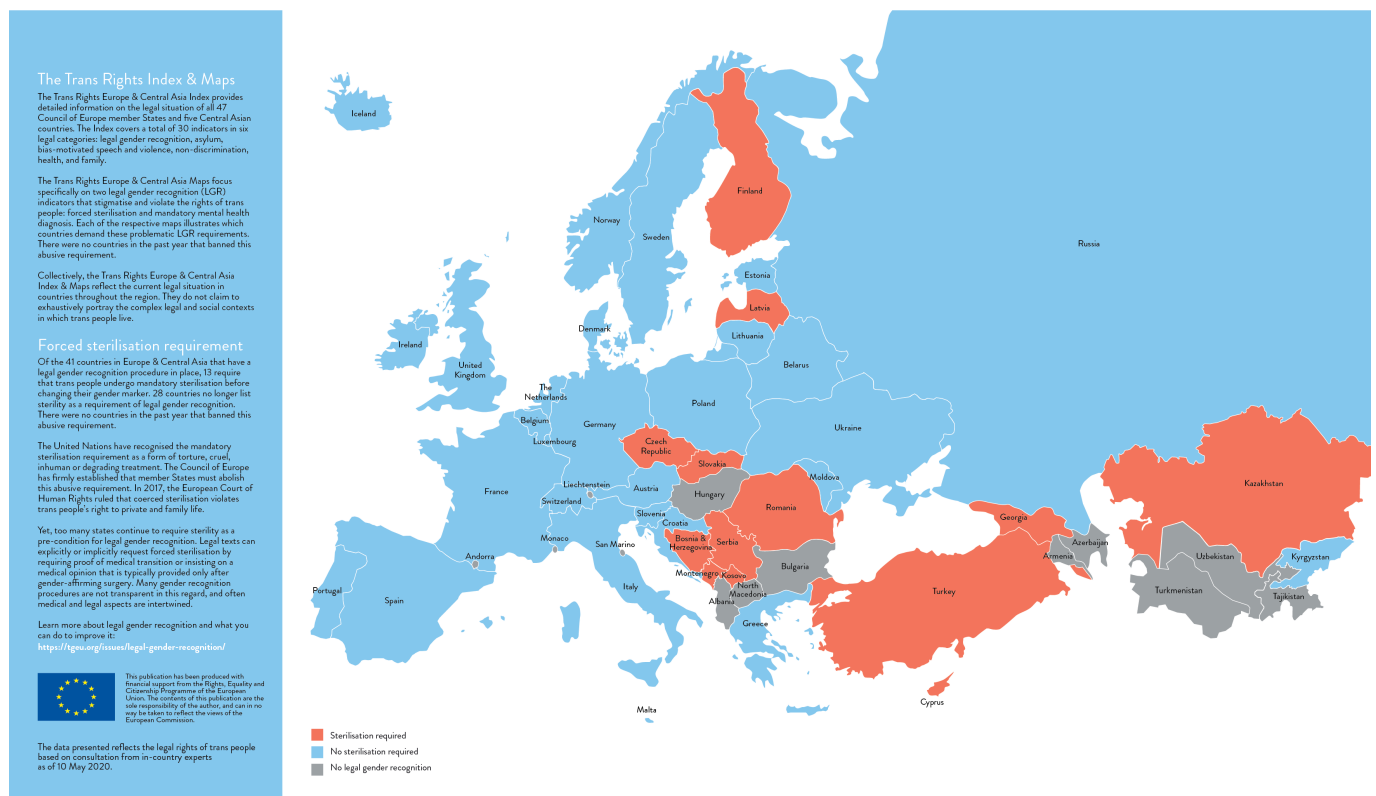 The Trans Rights Index & Maps
The Trans Rights Europe & Central Asia Index provides
detailed information on the legal situation of all 47
Council of Europe member States and five Central Asian
countries. The Index covers a total of 30 indicators in six
legal categories: legal gender recognition, asylum,
bias-motivated speech and violence, non-discrimination,
health, and family.
The Trans Rights Europe & Central Asia Maps focus
specifically on two legal gender recognition (LGR)
indicators that stigmatise and violate the rights of trans
people: forced sterilisation and mandatory mental health
diagnosis. Each of the respective maps illustrates which
countries demand these problematic LGR requirements.
There were no countries in the past year that banned this
abusive requirement.
Collectively, the Trans Rights Europe & Central Asia
Index & Maps reflect the current legal situation in
countries throughout the region. They do not claim to
exhaustively portray the complex legal and social contexts
in which trans people live.
Forced sterilisation requirement
Of the 41 countries in Europe & Central Asia that have a
legal gender recognition procedure in place, 13 require
that trans people undergo mandatory sterilisation before
changing their gender marker. 28 countries no longer list
sterility as a requirement of legal gender recognition.
There were no countries in the past year that banned this
abusive requirement.
The United Nations have recognised the mandatory
sterilisation requirement as a form of torture, cruel,
inhuman or degrading treatment. The Council of Europe
has firmly established that member States must abolish
this abusive requirement. In 2017, the European Court of
Human Rights ruled that coerced sterilisation violates
trans people's right to private and family life.
Yet, too many states continue to require sterility as a
pre-condition for legal gender recognition. Legal texts can
explicitly or implicitly request forced sterilisation by
requiring proof of medical transition or insisting on a
medical opinion that is typically provided only after
gender-affirming surgery. Many gender recognition
procedures are not transparent in this regard, and often
medical and legal aspects are intertwined.
Learn more about legal gender recognition and what you
can do to improve it:
https://tgeu.org/issues/legal-gender-recognition/
This publication has been produced with
financial support from the Rights, Equality and
Citizenship Programme of the European
Union. The contents of this publication are the
sole responsibility of the author, and can in no
way be taken to reflect the views of the
European Commission.
The data presented reflects the legal rights of trans people
based on consultation from in-country experts
as of 10 May 2020.
Iceland
Finland
Norway
Sweden
Russia
Estonia
Latvia
Denmark
Lithuania
Ireland
United
Kingdom
Belarus
The
Netherlands
Poland
Belgium
Germany
Ukraine
Luxembourg
Czech
Republic
Slovakia
Moldova
Kazakhstan
Liechtenstein
Austria
Hungary
France
Switzerland
Romania
Slovenia
Croatia
Georgia
Monaco
San Marino
Bosnia &
Herzegovina
Serbia
Azerbaijan
Andorra
Armenia
Uzbekistan
Kyrgyzstan
Montenegro
Kosovo
Bulgaria
Italy
North
Macedonia
Portugal
Spain
Albania
Turkey
Turkmenistan
Tajikistan
Greece
Malta
Cyprus
Sterilisation required
No sterilisation required
No legal gender recognition